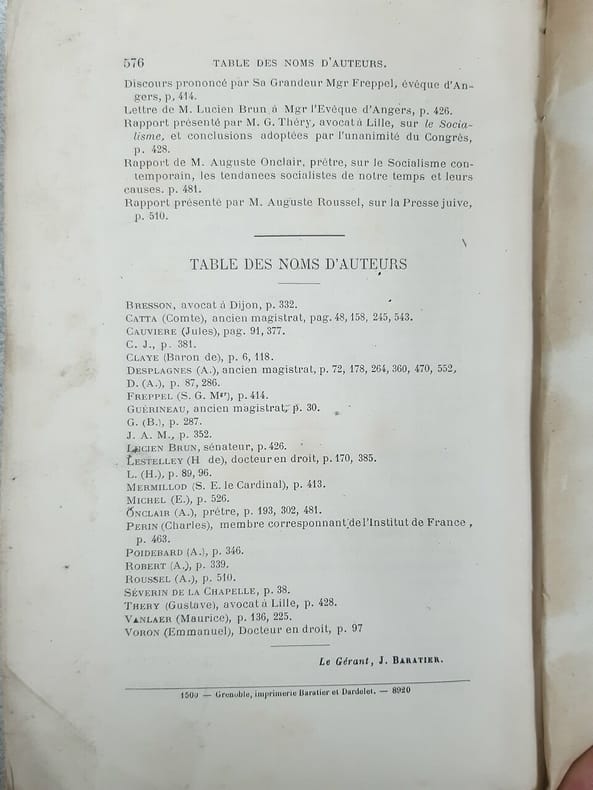 576 TABLE DES NOMS D'AUTEURS.
Discours prononcé par Sa Grandeur Mgr Freppel, évêque d'An-
gers, p, 414.
Lettre de M. Lucien Brun à Mgr l'Evêque d'Angers, p. 426.
Rapport présenté par M. G. Théry, avocat à Lille, sur le Socia-
lisme, et conclusions adoptées par l'unanimité du Congrès,
p. 428.
Rapport de M. Auguste Onclair, prêtre, sur le Socialisme con-
temporain, les tendances socialistes de notre temps et leurs
causes. p. 481.
Rapport présenté par M. Auguste Roussel, sur la Presse juive,
p. 510.
TABLE DES NOMS D'AUTEURS
BRESSON, avocat à Dijon, p. 332.
CATTA (Comte), ancien magistrat, pag. 48, 158, 245, 543.
CAUVIERE (Jules), pag. 91, 377.
C. J., p. 381.
CLAYE (Baron de), p. 6, 118.
DESPLAGNES (A.), ancien magistrat, p. 72, 178, 264, 360, 470, 552,
D. (A.), p. 87, 286.
FREPPEL (S. G. Mgr), p. 414.
GUÉRINEAU, ancien magistrat, p. 30.
G. (B.), p. 287.
J. A. M., p. 352.
LUCIEN BRUN, sénateur, p. 426.
LESTELLEY (H de), docteur en droit, p. 170, 385.
L. (H.), p. 89, 96.
MERMILLOD (S. E. le Cardinal), p. 413.
MICHEL (E.), p. 526.
ONCLAIR (A.), prêtre, p. 193, 302, 481.
PERIN (Charles), membre corresponnant de l'Institut de France,
p. 463.
POIDEBARD (A.), p. 346.
ROBERT (A.), p. 339.
ROUSSEL (A.), p. 510.
SÉVERIN DE LA CHAPELLE, p. 38.
THERY (Gustave), avocat à Lille, p. 428.
VANLAER (Maurice), p. 136, 225.
VORON (Emmanuel), Docteur en droit, p. 97
Le Gérant, J. BARATIER.
1500 — Grenoble, imprimerie Baratier et Dardelet. — 8920